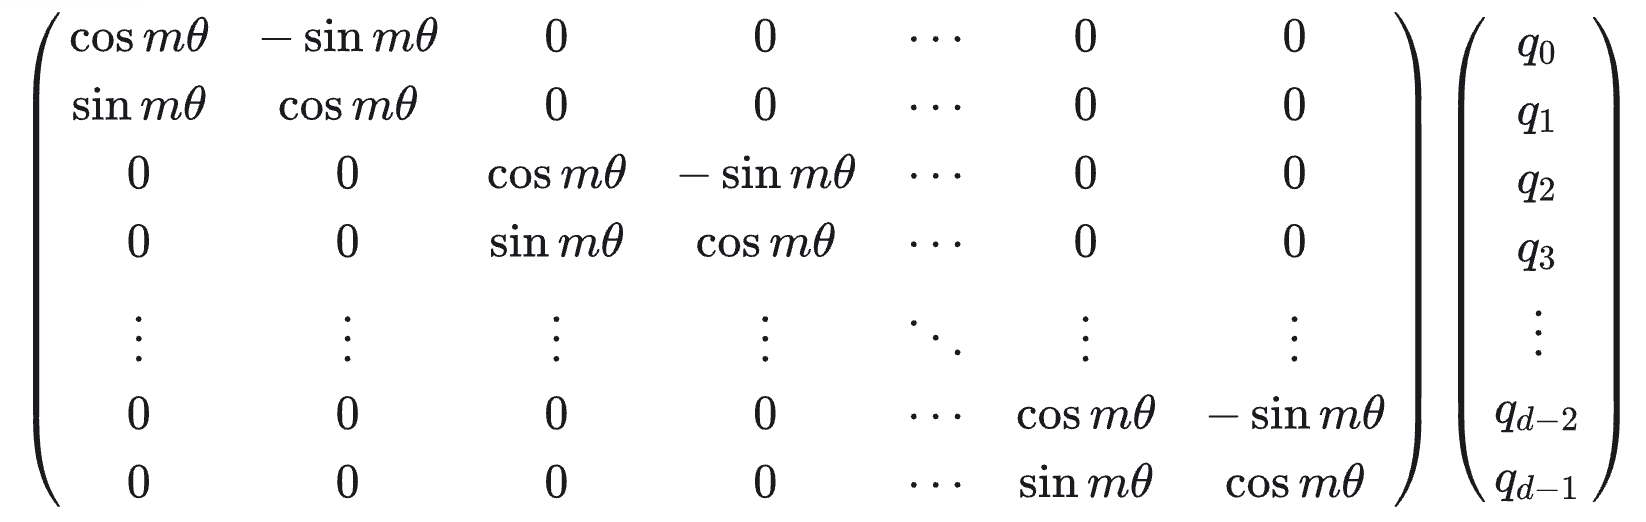 cos mθ − sin mθ 0 0 ⋯ 0 0 q₀
sin mθ cos mθ 0 0 ⋯ 0 0 q₁
0 0 cos mθ − sin mθ ⋯ 0 0 q₂
0 0 sin mθ cos mθ ⋯ 0 0 q₃
⋮ ⋮ ⋮ ⋮ ⋱ ⋮ ⋮ ⋮
0 0 0 0 ⋯ cos mθ − sin mθ q_{d−2}
0 0 0 0 ⋯ sin mθ cos mθ q_{d−1}